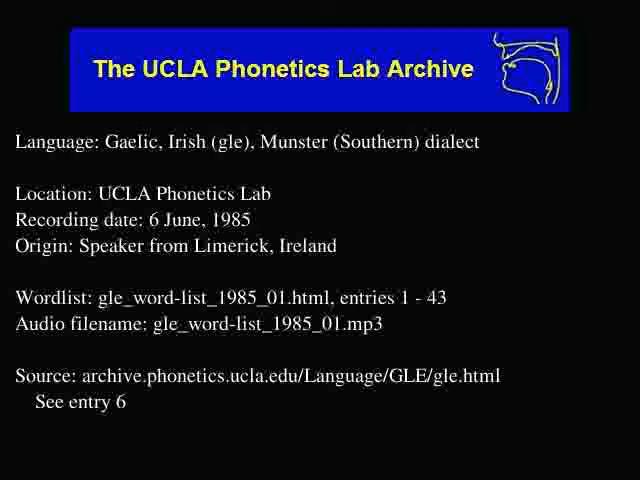 The UCLA Phonetics Lab Archive
Language: Gaelic, Irish (gle), Munster (Southern) dialect
Location: UCLA Phonetics Lab
Recording date: 6 June, 1985
Origin: Speaker from Limerick, Ireland
Wordlist: gle_word-list_1985_01.html, entries 1 - 43
Audio filename: gle_word-list_1985_01.mp3
Source: archive.phonetics.ucla.edu/Language/GLE/gle.html
See entry 6